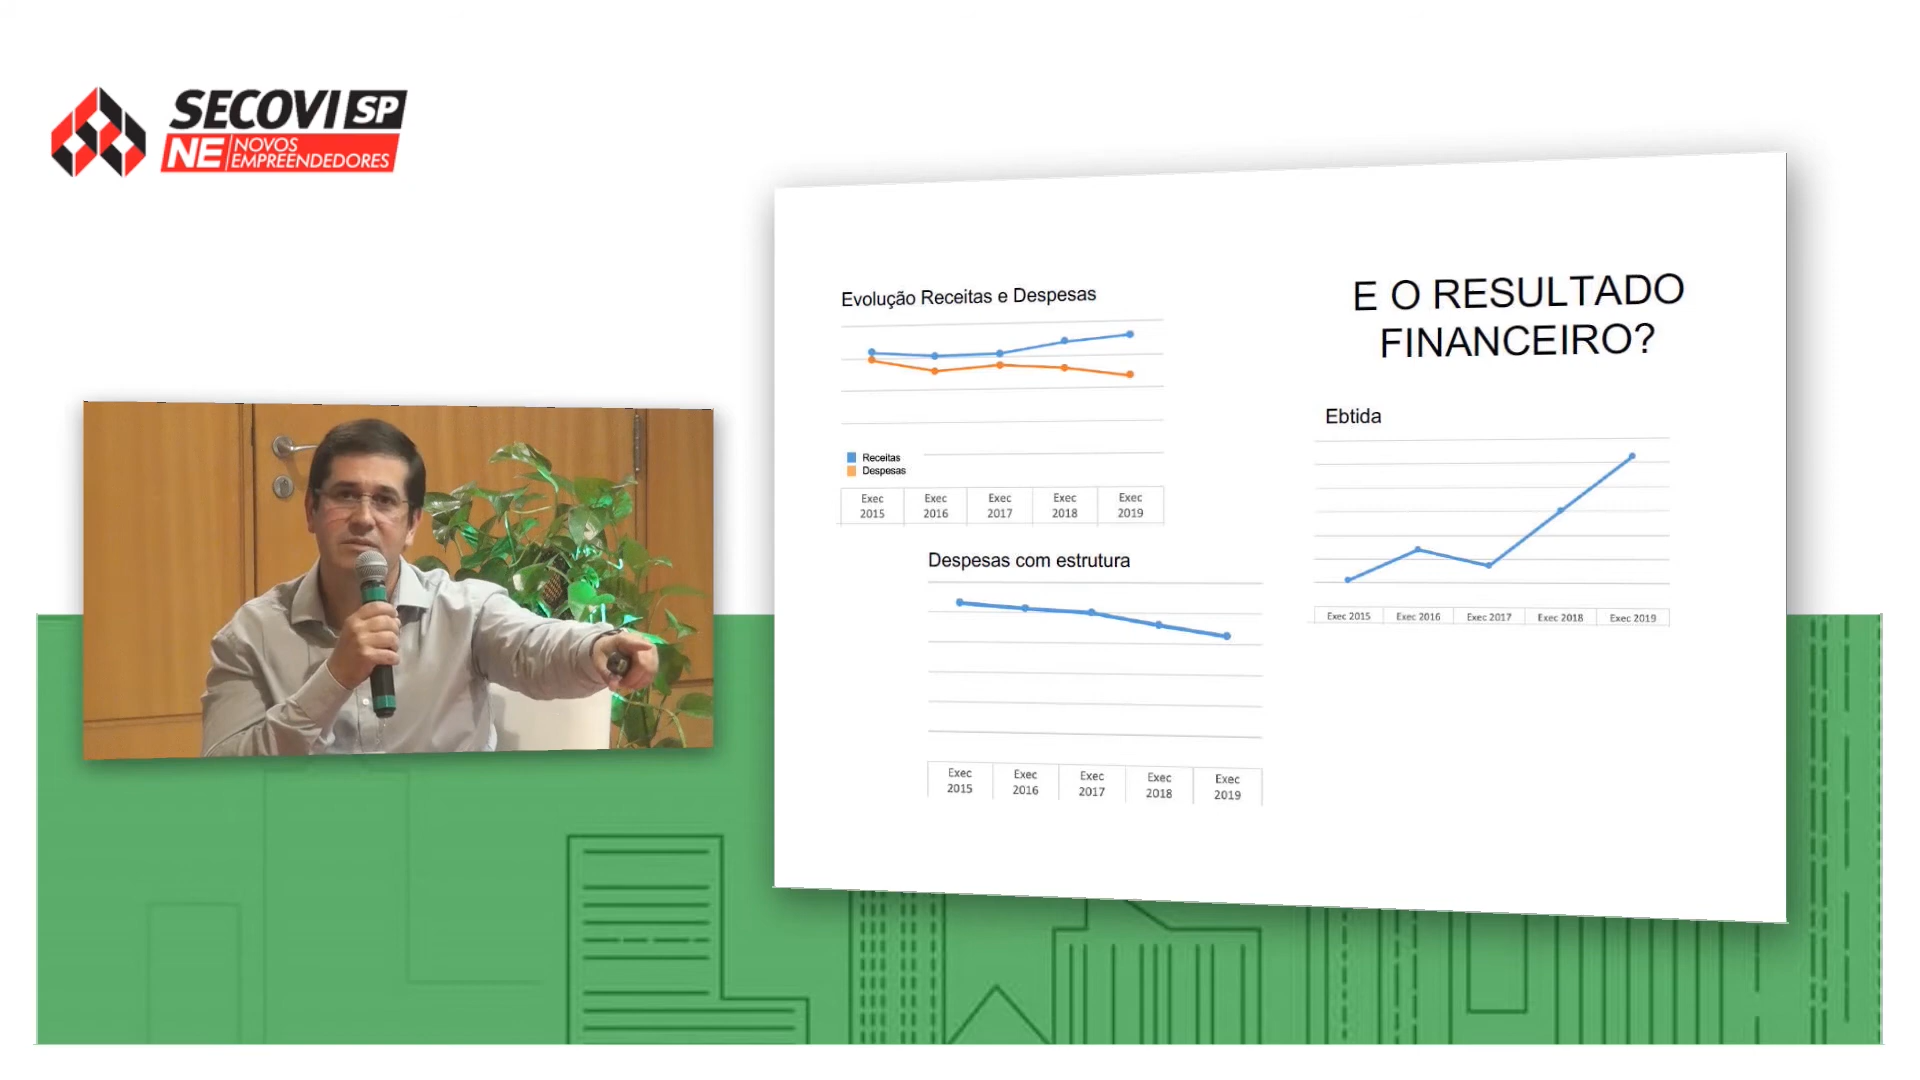 SECOVI SP
NE NOVOS
EMPREENDEDORES
Evolução Receitas e Despesas
Receitas
Despesas
Exec Exec Exec Exec Exec
2015 2016 2017 2018 2019
Despesas com estrutura
Exec Exec Exec Exec Exec
2015 2016 2017 2018 2019
E O RESULTADO
FINANCEIRO?
Ebtida
Exec 2015 Exec 2016 Exec 2017 Exec 2018 Exec 2019